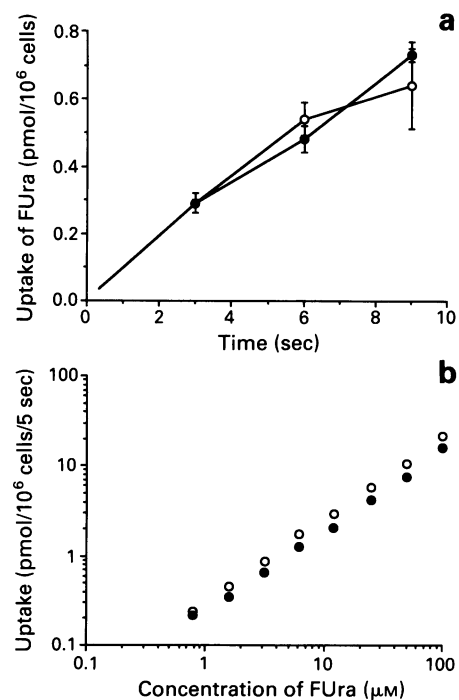 a
0.8
0.6
0.4
0.2
0.0
Uptake of FUra (pmol/10⁶ cells)
0 2 4 6 8 10
Time (sec)
b
100
10
1
0.1
Uptake (pmol/10⁶ cells/5 sec)
0.1 1 10 100
Concentration of FUra (μM)